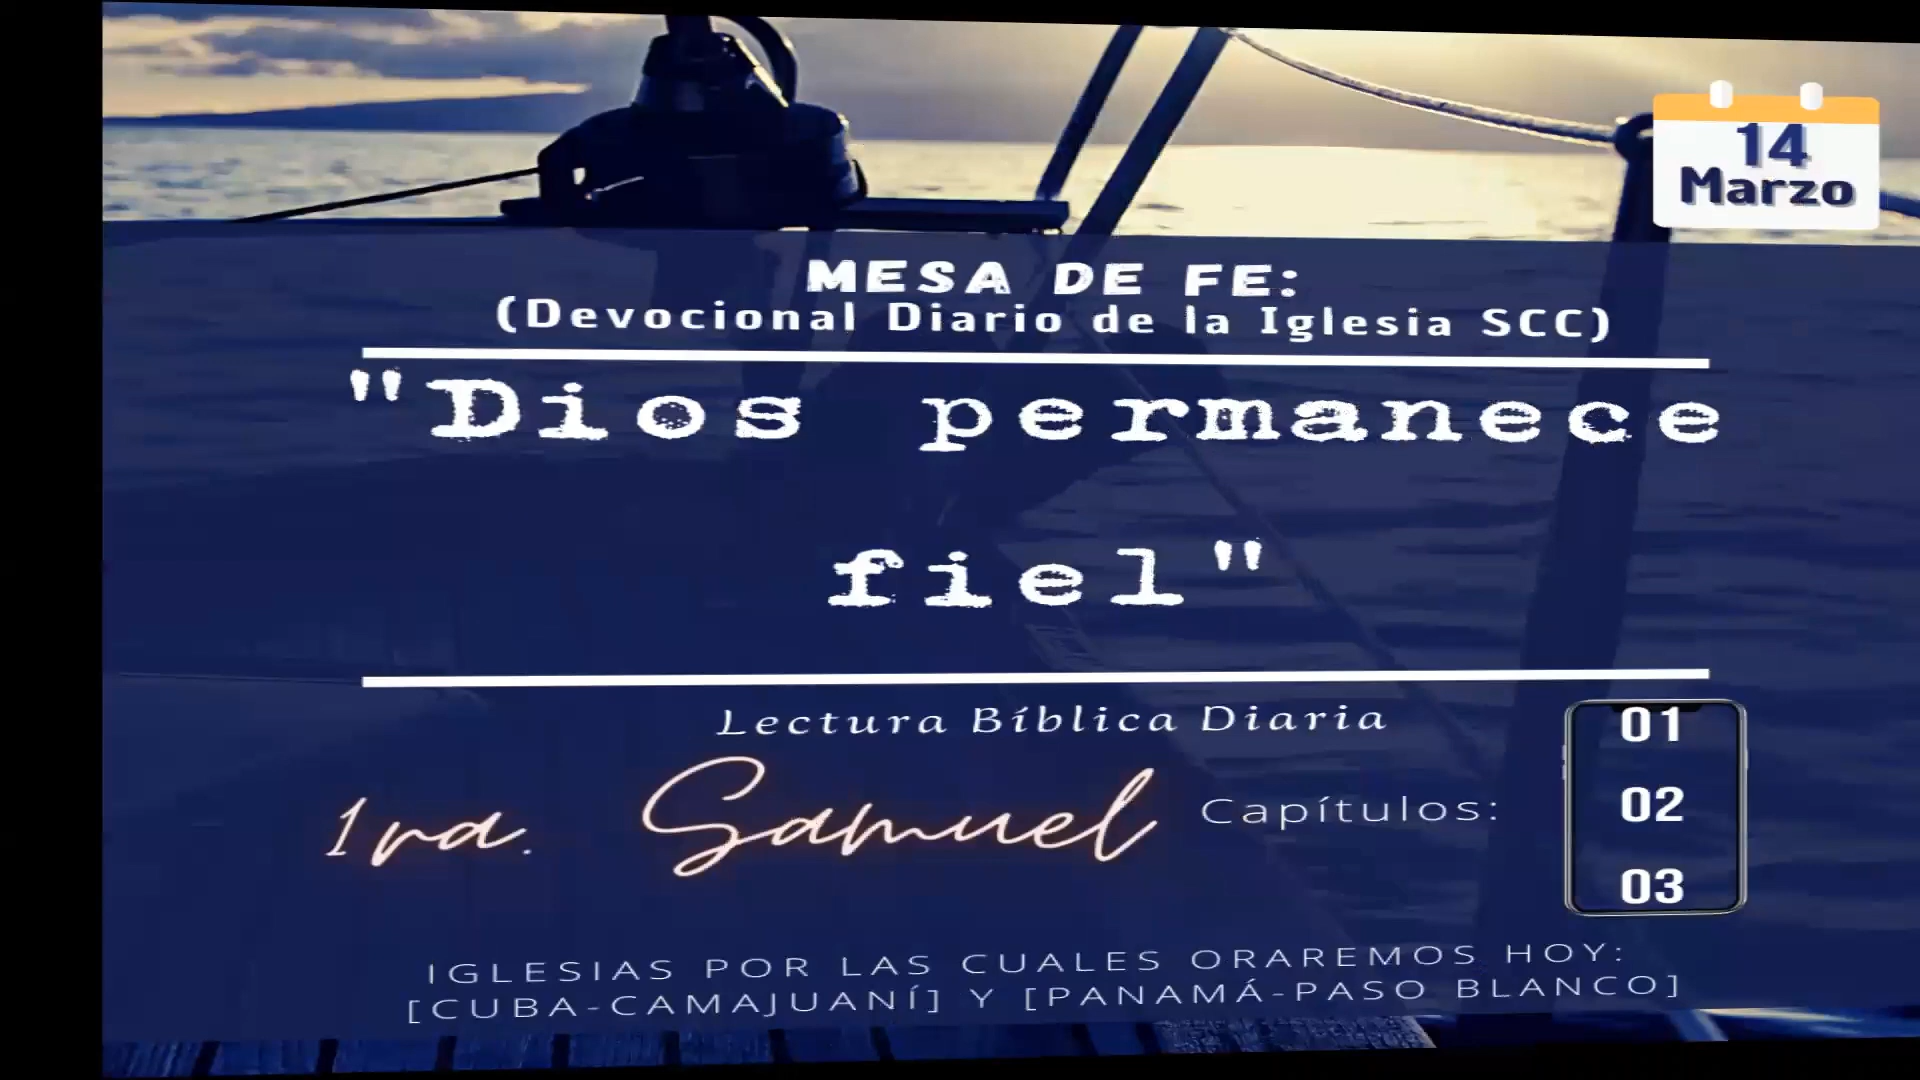 14
Marzo
MESA DE FE:
(Devocional Diario de la Iglesia SCC)
"Dios permanece
fiel"
Lectura Bíblica Diaria
1ra. Samuel Capítulos:
01
02
03
IGLESIAS POR LAS CUALES ORAREMOS HOY:
[CUBA-CAMAJUANÍ] Y [PANAMÁ-PASO BLANCO]